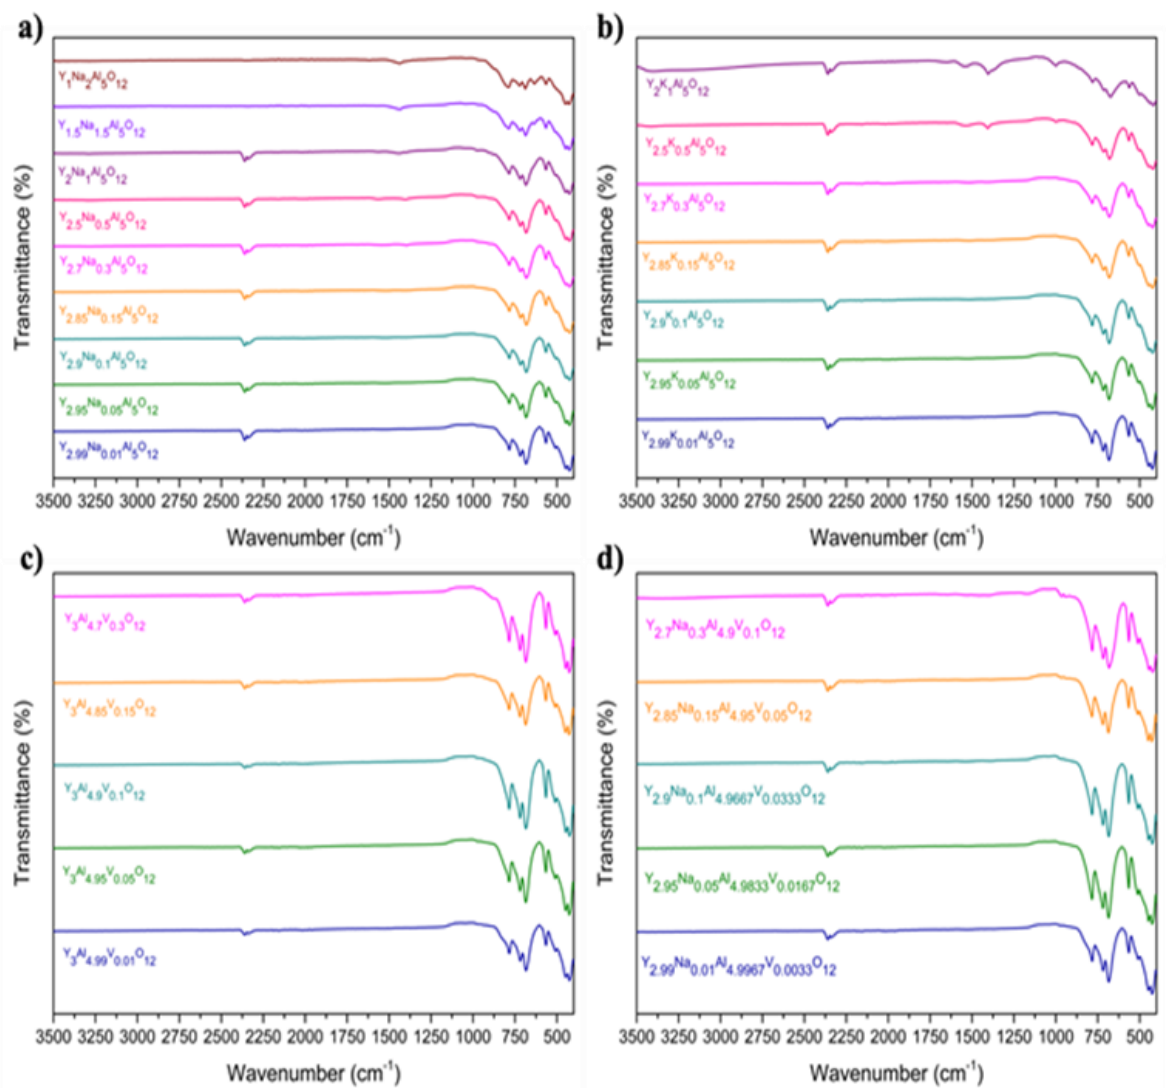 a)
Transmittance (%)
Y1Na2Al5O12
Y1.5Na1.5Al5O12
Y2Na1Al5O12
Y2.5Na0.5Al5O12
Y2.7Na0.3Al5O12
Y2.85Na0.15Al5O12
Y2.9Na0.1Al5O12
Y2.95Na0.05Al5O12
Y2.99Na0.01Al5O12
3500 3250 3000 2750 2500 2250 2000 1750 1500 1250 1000 750 500
Wavenumber (cm-1)
b)
Transmittance (%)
Y2K1Al5O12
Y2.5K0.5Al5O12
Y2.7K0.3Al5O12
Y2.85K0.15Al5O12
Y2.9K0.1Al5O12
Y2.95K0.05Al5O12
Y2.99K0.01Al5O12
3500 3250 3000 2750 2500 2250 2000 1750 1500 1250 1000 750 500
Wavenumber (cm-1)
c)
Transmittance (%)
Y3Al4.7V0.3O12
Y3Al4.85V0.15O12
Y3Al4.9V0.1O12
Y3Al4.95V0.05O12
Y3Al4.99V0.01O12
3500 3250 3000 2750 2500 2250 2000 1750 1500 1250 1000 750 500
Wavenumber (cm-1)
d)
Transmittance (%)
Y2.7Na0.3Al4.9V0.1O12
Y2.85Na0.15Al4.95V0.05O12
Y2.9Na0.1Al4.9667V0.0333O12
Y2.95Na0.05Al4.9833V0.0167O12
Y2.99Na0.01Al4.9967V0.0033O12
3500 3250 3000 2750 2500 2250 2000 1750 1500 1250 1000 750 500
Wavenumber (cm-1)